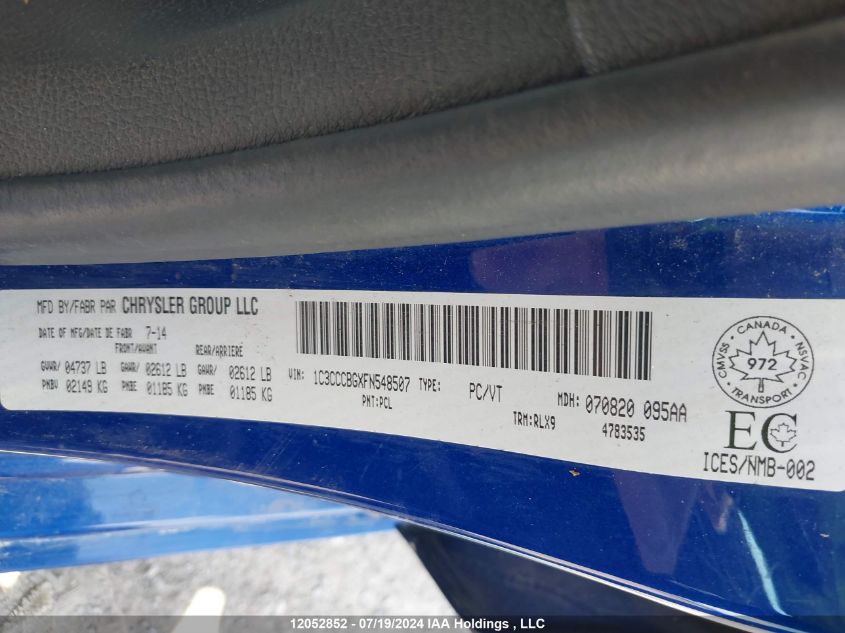 MFD BY/FABR PAR CHRYSLER GROUP LLC
DATE OF MFG/DATE DE FABR 7-14
FRONT/AVANT REAR/ARRIERE
GVWR/ 04737 LB GAWR/ 02612 LB GAWR/ 02612 LB
PNBV 02149 KG PNBE 01185 KG PNBE 01185 KG
VIN: 1C3CCCBGXFN548507 TYPE: PC/VT
PNT:PCL
MDH: 070820 095AA
TRM:RLX9 4783535
CMVSS CANADA NSVAC
972
TRANSPORT
EC
ICES/NMB-002
12052852 - 07/19/2024 IAA Holdings , LLC